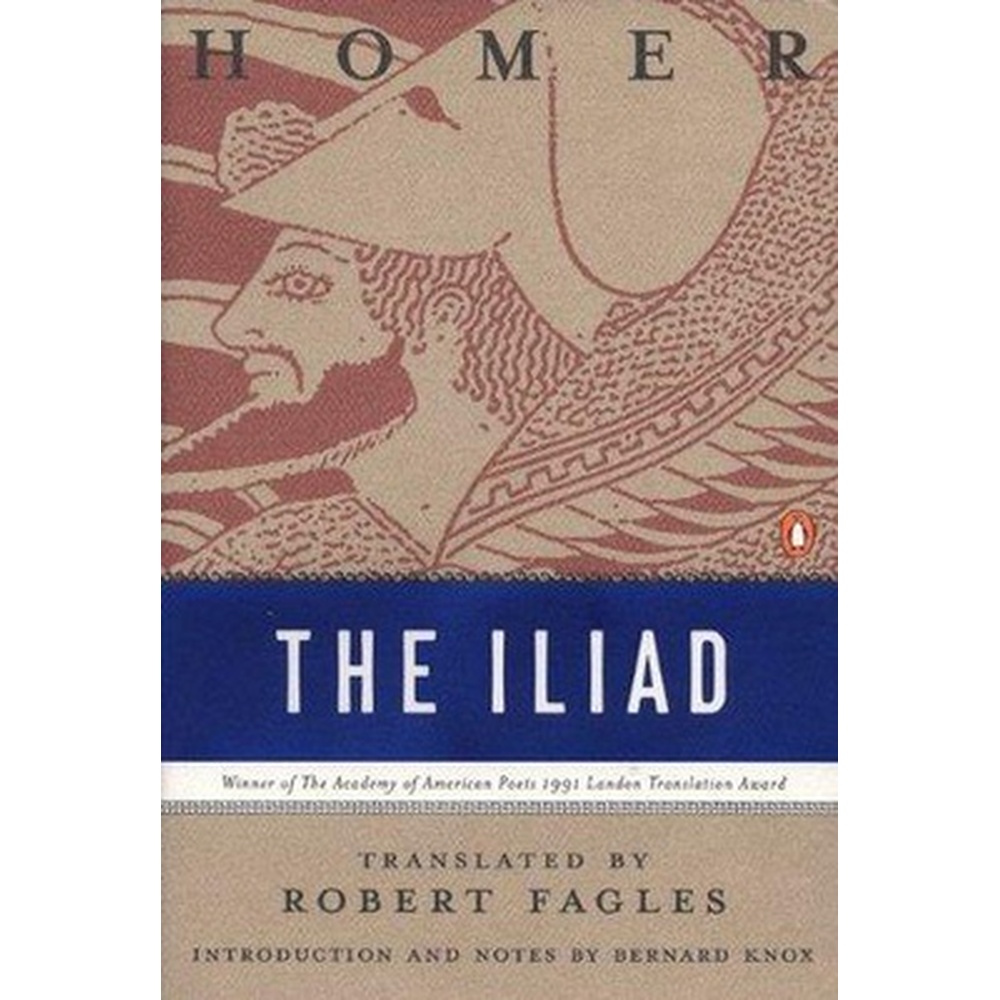 HOMER
THE ILIAD
Winner of The Academy of American Poets 1991 Landon Translation Award
TRANSLATED BY
ROBERT FAGLES
INTRODUCTION AND NOTES BY BERNARD KNOX